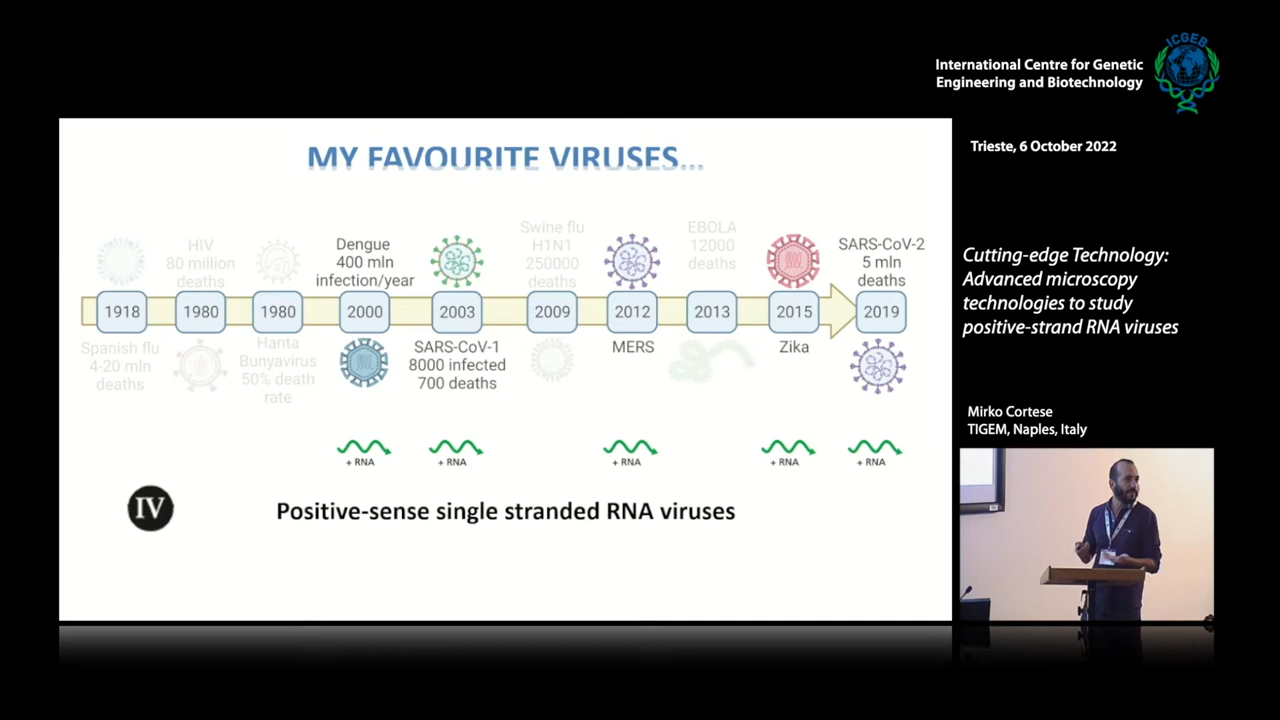 ICGEB
International Centre for Genetic
Engineering and Biotechnology
Trieste, 6 October 2022
MY FAVOURITE VIRUSES...
HIV
80 million
deaths
Dengue
400 mln
infection/year
Swine flu
H1N1
250000
deaths
EBOLA
12000
deaths
SARS-CoV-2
5 mln
deaths
1918
1980
1980
2000
2003
2009
2012
2013
2015
2019
Spanish flu
4-20 mln
deaths
Hanta
Bunyavirus
50% death
rate
SARS-CoV-1
8000 infected
700 deaths
MERS
Zika
+ RNA
+ RNA
+ RNA
+ RNA
+ RNA
IV
Positive-sense single stranded RNA viruses
Cutting-edge Technology:
Advanced microscopy
technologies to study
positive-strand RNA viruses
Mirko Cortese
TIGEM, Naples, Italy